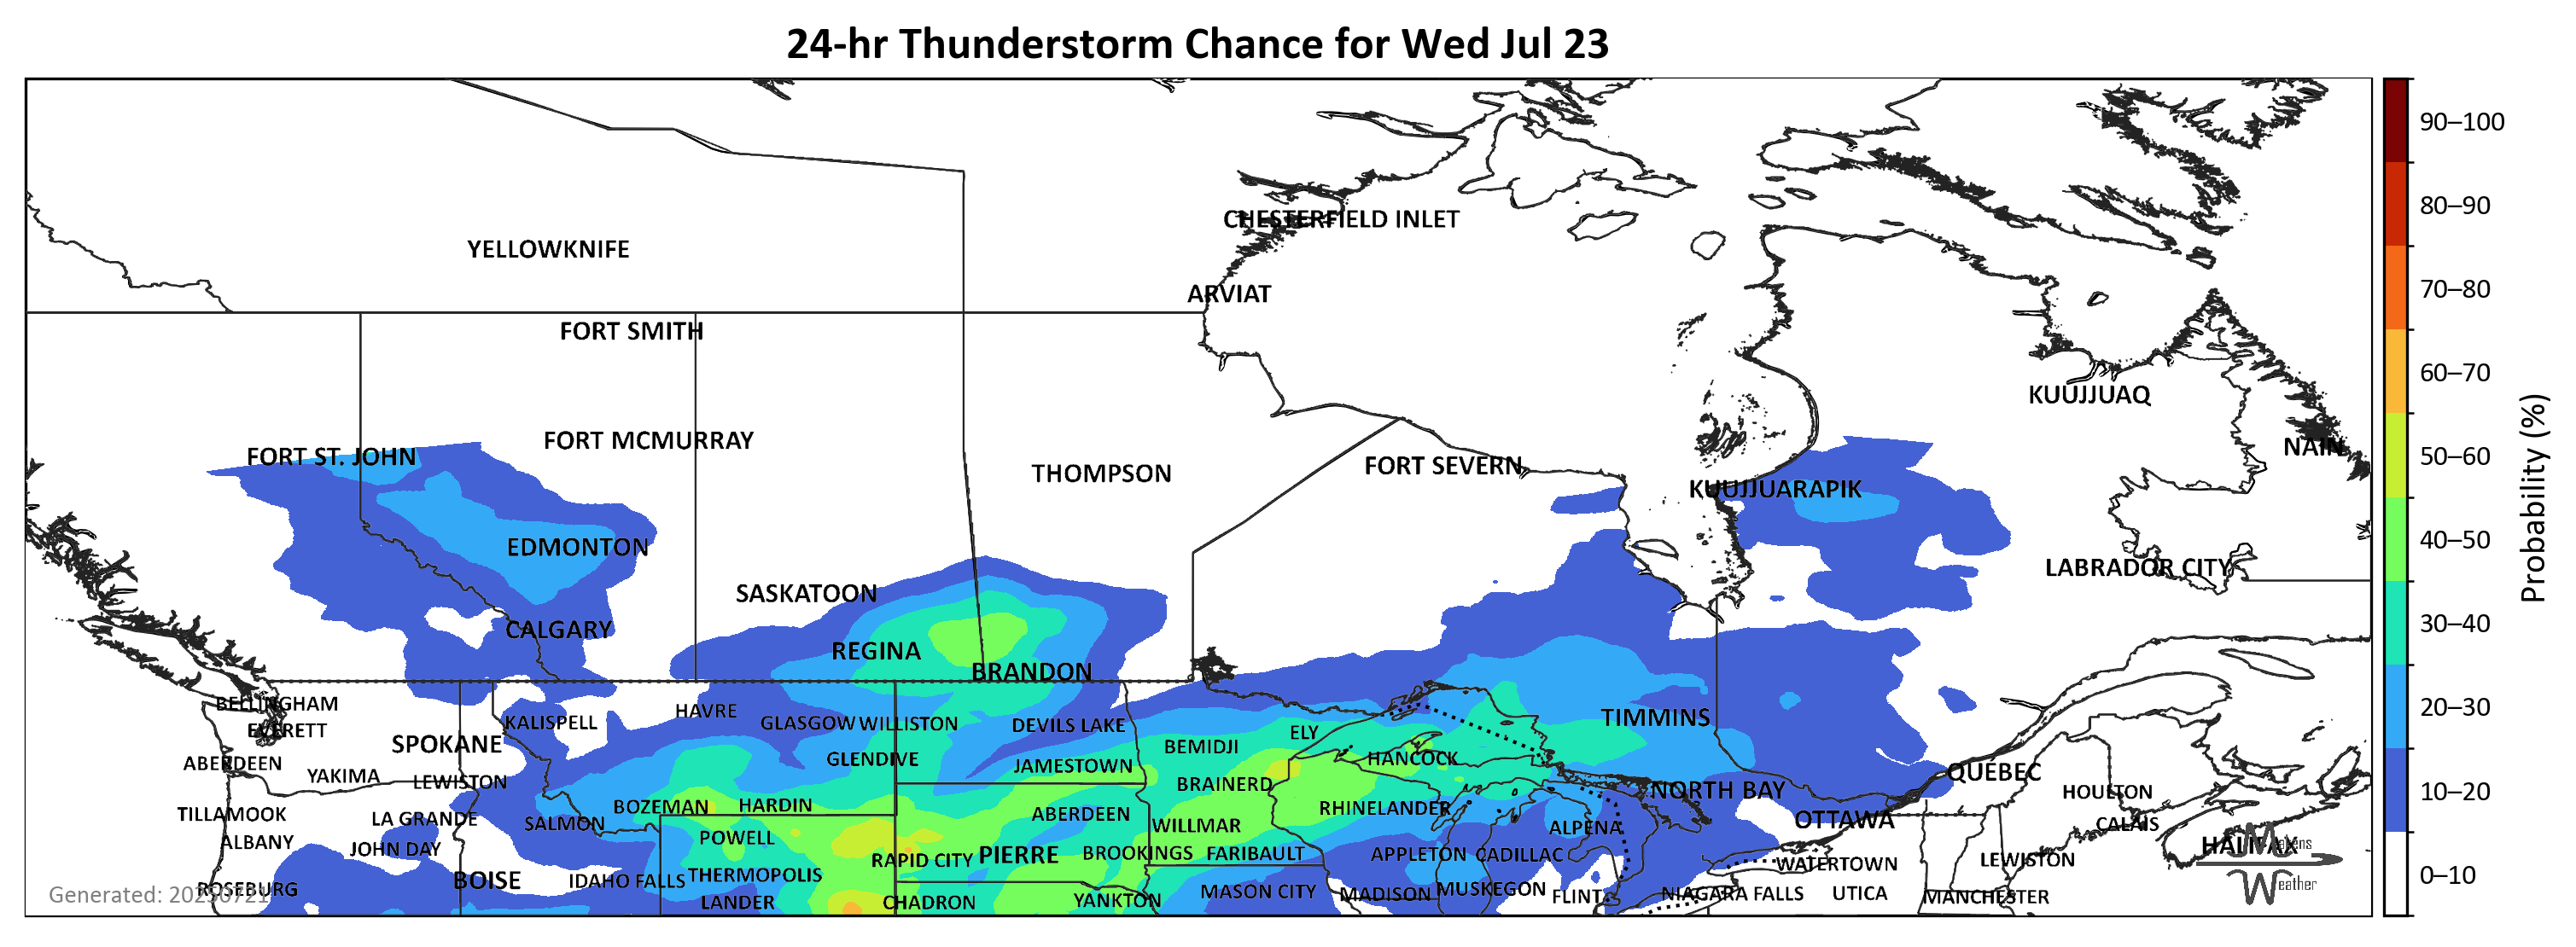 24-hr Thunderstorm Chance for Wed Jul 23
90–100
80–90
70–80
60–70
50–60
40–50
30–40
20–30
10–20
0–10
Probability (%)
CHESTERFIELD INLET
YELLOWKNIFE
ARVIAT
FORT SMITH
KUUJJUAQ
FORT MCMURRAY
NAIN
FORT ST. JOHN
FORT SEVERN
THOMPSON
KUUJJUARAPIK
EDMONTON
LABRADOR CITY
SASKATOON
CALGARY
REGINA
BRANDON
BELLINGHAM
HAVRE
TIMMINS
KALISPELL
GLASGOW
WILLISTON
DEVILS LAKE
EVERETT
ELY
SPOKANE
BEMIDJI
GLENDIVE
HANCOCK
ABERDEEN
JAMESTOWN
QUÉBEC
YAKIMA
LEWISTON
BRAINERD
NORTH BAY
HOULTON
BOZEMAN
HARDIN
RHINELANDER
TILLAMOOK
ABERDEEN
LA GRANDE
OTTAWA
SALMON
CALAIS
WILLMAR
ALPENA
POWELL
ALBANY
HALIFAX
JOHN DAY
BROOKINGS
FARIBAULT
APPLETON
CADILLAC
PIERRE
RAPID CITY
LEWISTON
WATERTOWN
THERMOPOLIS
BOISE
IDAHO FALLS
ROSEBURG
MUSKEGON
MASON CITY
MADISON
NIAGARA FALLS
UTICA
FLINT
MANCHESTER
YANKTON
LANDER
CHADRON
Generated: 20250721
Makens
Weather